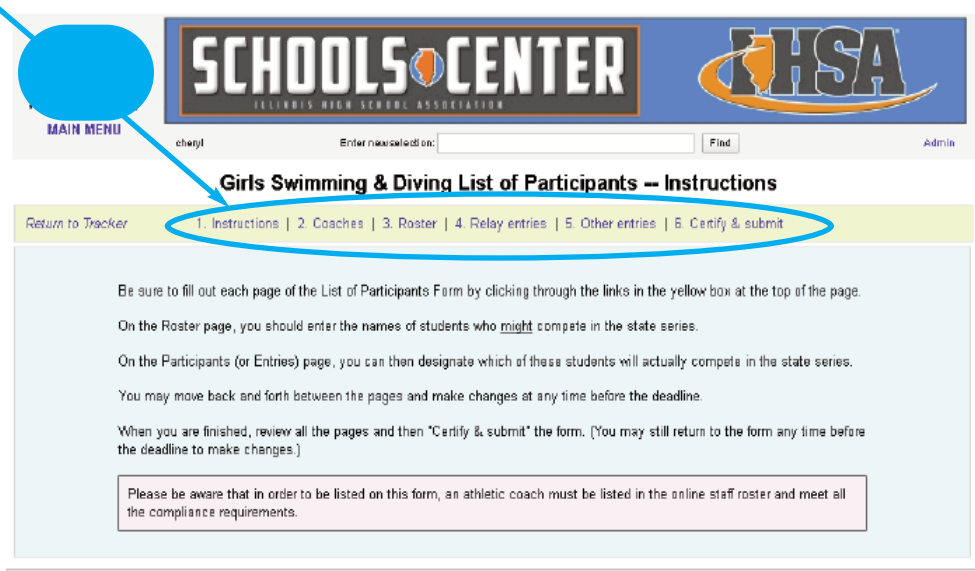 SCHOOLS CENTER
ILLINOIS HIGH SCHOOL ASSOCIATION
IHSA
MAIN MENU
cheryl
Enter new selection:
Find
Admin
Girls Swimming & Diving List of Participants -- Instructions
Return to Tracker
1. Instructions | 2. Coaches | 3. Roster | 4. Relay entries | 5. Other entries | 6. Certify & submit
Be sure to fill out each page of the List of Participants Form by clicking through the links in the yellow box at the top of the page.
On the Roster page, you should enter the names of students who might compete in the state series.
On the Participants (or Entries) page, you can then designate which of these students will actually compete in the state series.
You may move back and forth between the pages and make changes at any time before the deadline.
When you are finished, review all the pages and then "Certify & submit" the form. (You may still return to the form any time before
the deadline to make changes.)
Please be aware that in order to be listed on this form, an athletic coach must be listed in the online staff roster and meet all
the compliance requirements.